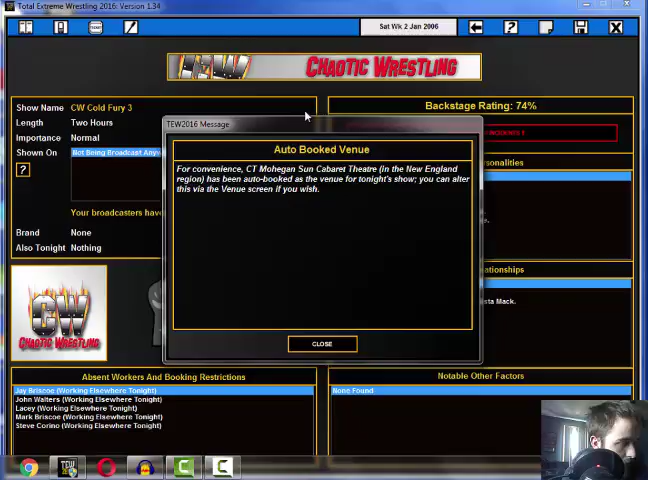 Total Extreme Wrestling 2016: Version 1.34
Sat Wk 2 Jan 2006
CHAOTIC WRESTLING
Show Name CW Cold Fury 3
Length Two Hours
Importance Normal
Shown On Not Being Broadcast Any
?
Your broadcasters have
Brand None
Also Tonight Nothing
Backstage Rating: 74%
TEW2016 Message
Auto Booked Venue
For convenience, CT Mohegan Sun Cabaret Theatre (in the New England
region) has been auto-booked as the venue for tonight's show; you can alter
this via the Venue screen if you wish.
CLOSE
CW
CHAOTIC WRESTLING
Absent Workers And Booking Restrictions
Jay Briscoe (Working Elsewhere Tonight)
John Walters (Working Elsewhere Tonight)
Lacey (Working Elsewhere Tonight)
Mark Briscoe (Working Elsewhere Tonight)
Steve Corino (Working Elsewhere Tonight)
Notable Other Factors
None Found